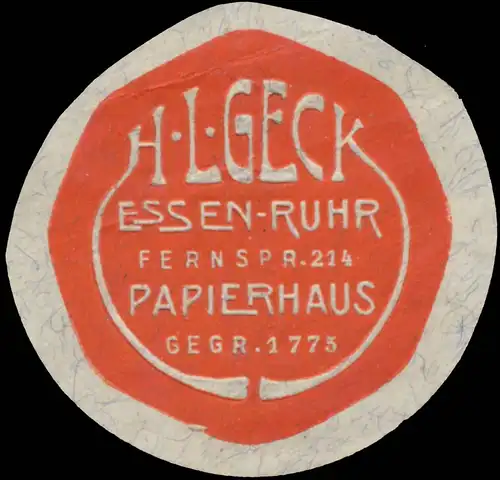 H·L·GECK
ESSEN-RUHR
FERNSPR.214
PAPIERHAUS
GEGR.1775